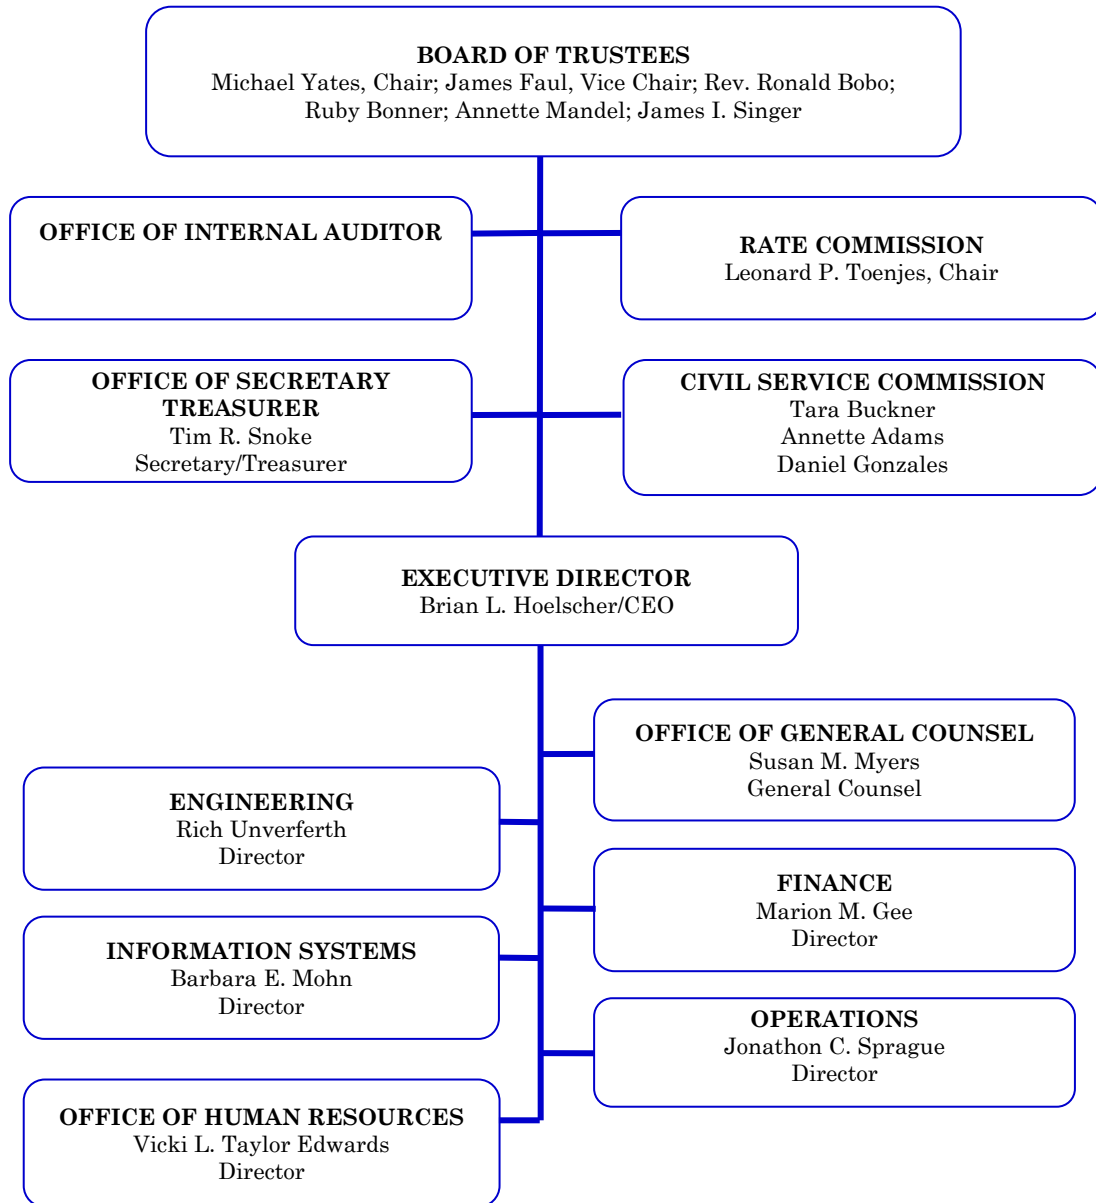 BOARD OF TRUSTEES
Michael Yates, Chair; James Faul, Vice Chair; Rev. Ronald Bobo;
Ruby Bonner; Annette Mandel; James I. Singer
OFFICE OF INTERNAL AUDITOR
RATE COMMISSION
Leonard P. Toenjes, Chair
OFFICE OF SECRETARY
TREASURER
Tim R. Snoke
Secretary/Treasurer
CIVIL SERVICE COMMISSION
Tara Buckner
Annette Adams
Daniel Gonzales
EXECUTIVE DIRECTOR
Brian L. Hoelscher/CEO
OFFICE OF GENERAL COUNSEL
Susan M. Myers
General Counsel
ENGINEERING
Rich Unverferth
Director
FINANCE
Marion M. Gee
Director
INFORMATION SYSTEMS
Barbara E. Mohn
Director
OPERATIONS
Jonathon C. Sprague
Director
OFFICE OF HUMAN RESOURCES
Vicki L. Taylor Edwards
Director